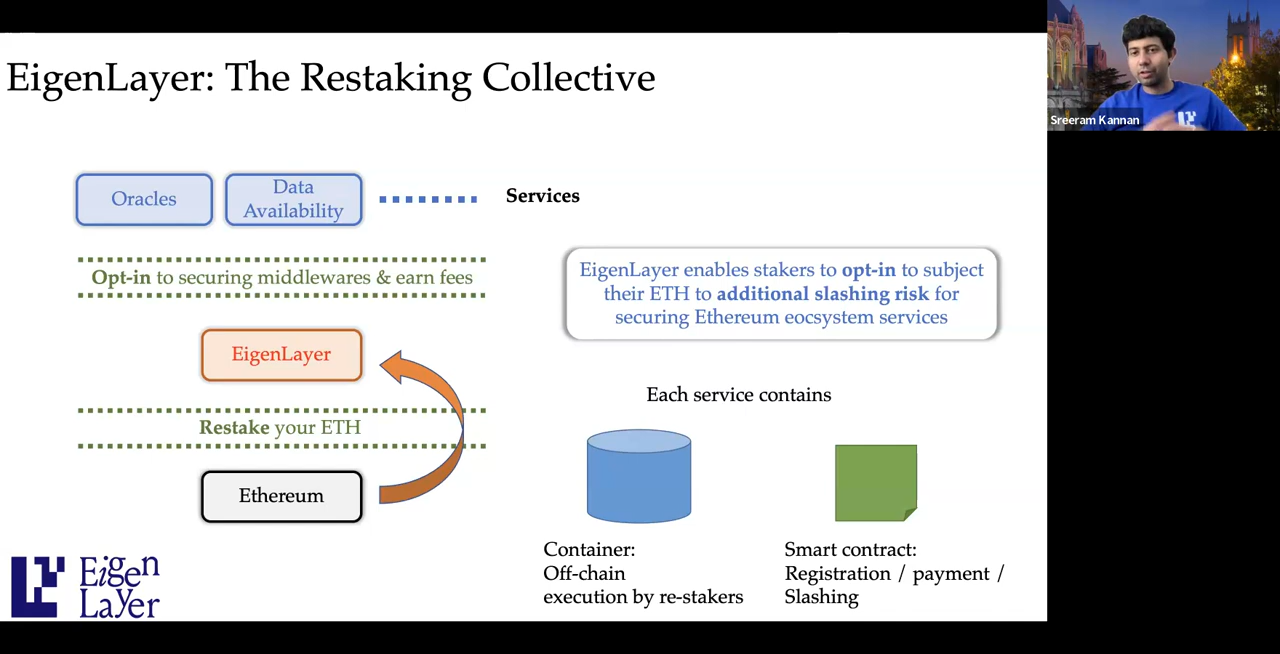 EigenLayer: The Restaking Collective
Sreeram Kannan
Oracles
Data
Availability
Services
Opt-in to securing middlewares & earn fees
EigenLayer enables stakers to opt-in to subject
their ETH to additional slashing risk for
securing Ethereum eocsystem services
EigenLayer
Each service contains
Restake your ETH
Ethereum
Container:
Off-chain
execution by re-stakers
Smart contract:
Registration / payment /
Slashing
Eigen
Layer